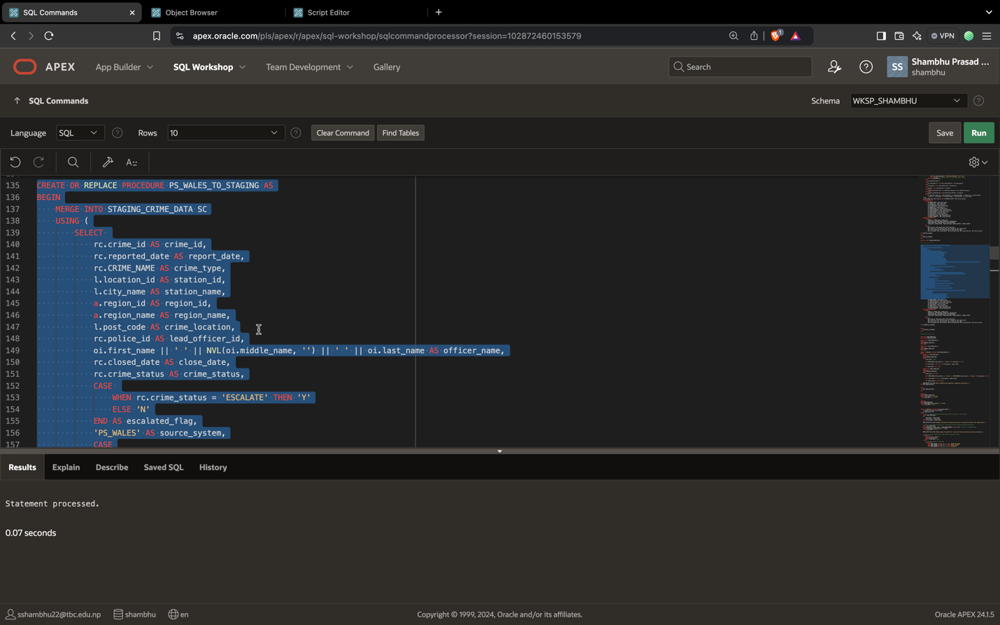 SQL Commands
Object Browser
Script Editor
apex.oracle.com/pls/apex/r/apex/sql-workshop/sqlcommandprocessor?session=102872460153579
1
VPN
APEX
App Builder
SQL Workshop
Team Development
Gallery
Search
?
SS
Shambhu Prasad ...
shambhu
SQL Commands
Schema
WKSP_SHAMBHU
?
Language
SQL
?
Rows
10
?
Clear Command
Find Tables
Save
Run
135 CREATE OR REPLACE PROCEDURE PS_WALES_TO_STAGING AS
136 BEGIN
137 MERGE INTO STAGING_CRIME_DATA SC
138 USING (
139 SELECT
140 rc.crime_id AS crime_id,
141 rc.reported_date AS report_date,
142 rc.CRIME_NAME AS crime_type,
143 l.location_id AS station_id,
144 l.city_name AS station_name,
145 a.region_id AS region_id,
146 a.region_name AS region_name,
147 l.post_code AS crime_location,
148 rc.police_id AS lead_officer_id,
149 oi.first_name || ' ' || NVL(oi.middle_name, '') || ' ' || oi.last_name AS officer_name,
150 rc.closed_date AS close_date,
151 rc.crime_status AS crime_status,
152 CASE
153 WHEN rc.crime_status = 'ESCALATE' THEN 'Y'
154 ELSE 'N'
155 END AS escalated_flag,
156 'PS_WALES' AS source_system,
157 CASE
Results
Explain
Describe
Saved SQL
History
Statement processed.
0.07 seconds
sshambhu22@tbc.edu.np
shambhu
en
Copyright © 1999, 2024, Oracle and/or its affiliates.
Oracle APEX 24.1.5